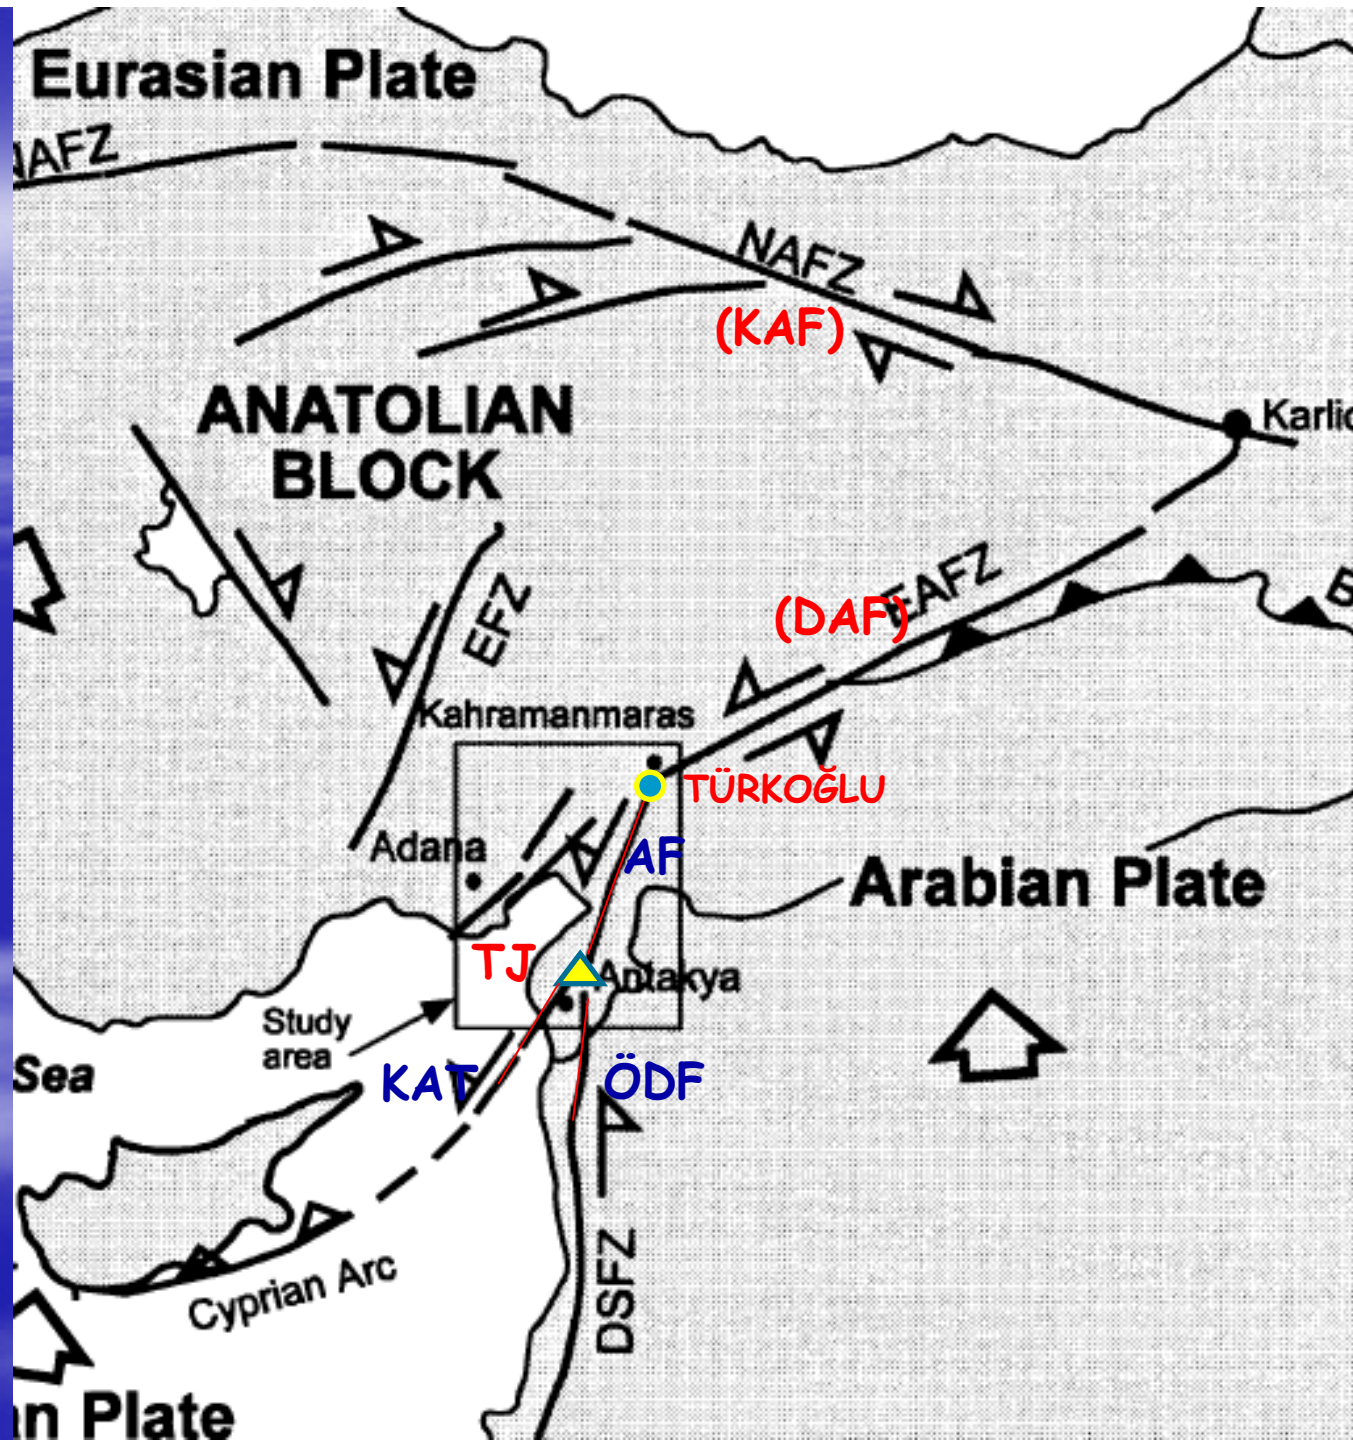 Eurasian Plate
NAFZ
NAFZ
(KAF)
ANATOLIAN
BLOCK
Karlio
EFZ
EAFZ
(DAF)
B
Kahramanmaras
TÜRKOĞLU
Adana
AF
Arabian Plate
TJ
Antakya
Study
area
Sea
KAT
ÖDF
DSFZ
Cyprian Arc
an Plate